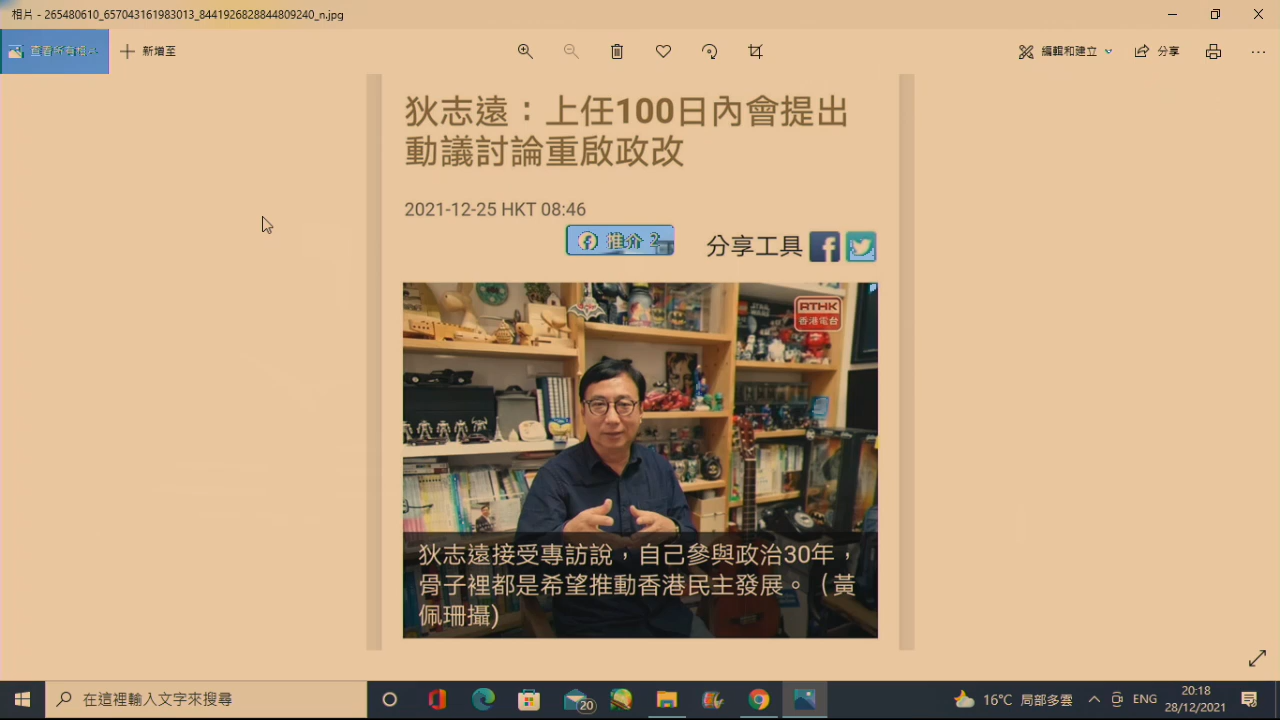 相片 - 265480610_657043161983013_8441926828844809240_n.jpg
查看所有相片
新增至
編輯和建立
分享
狄志遠：上任100日內會提出
動議討論重啟政改
2021-12-25 HKT 08:46
推介 2
分享工具
RTHK
香港電台
狄志遠接受專訪說，自己參與政治30年，
骨子裡都是希望推動香港民主發展。（黃
佩珊攝)
在這裡輸入文字來搜尋
20
16°C 局部多雲
ENG
20:18
28/12/2021